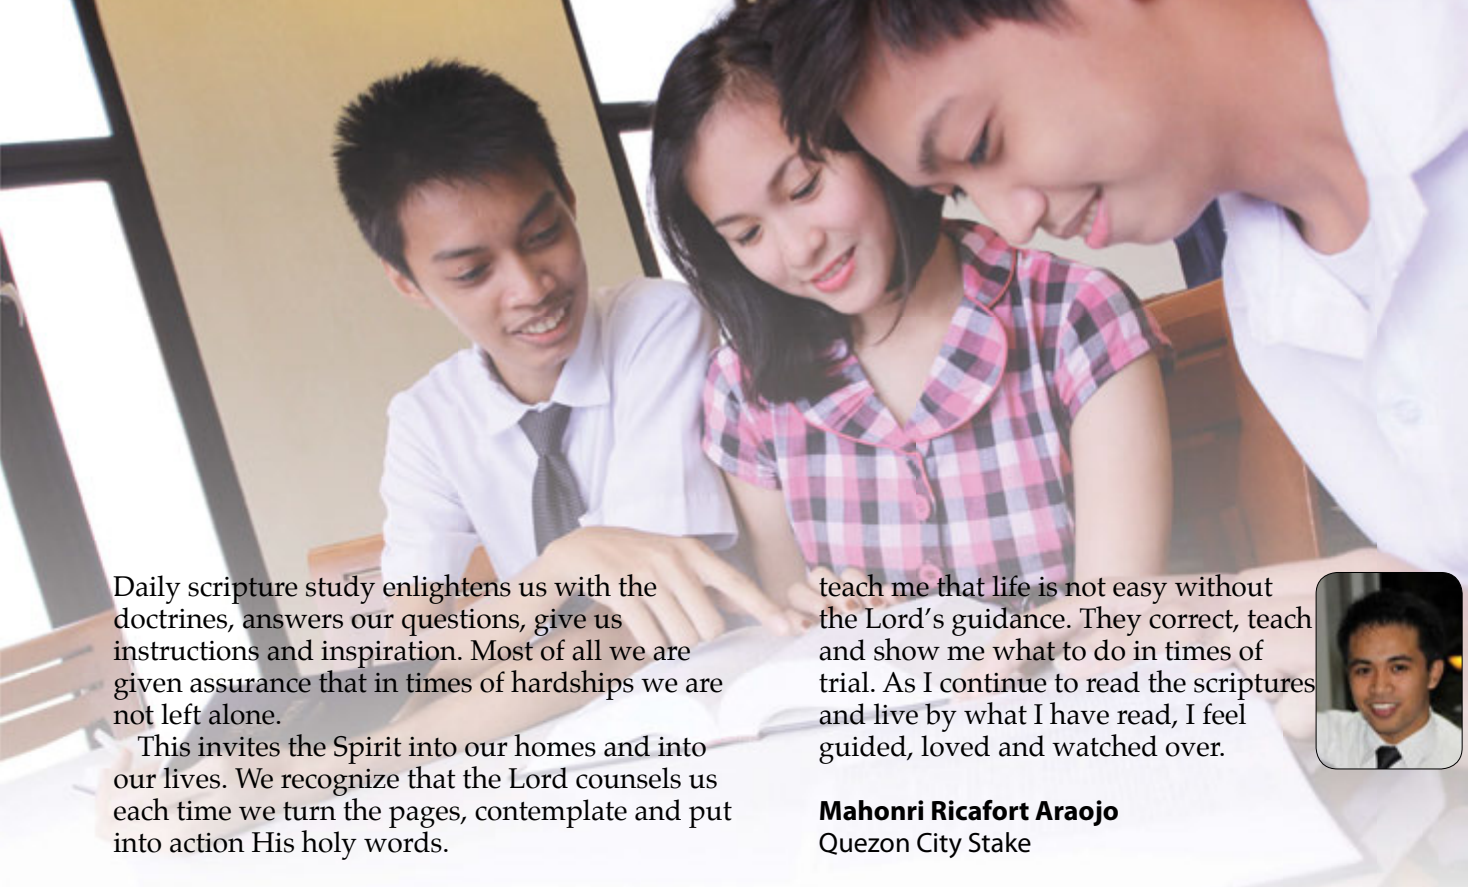 Daily scripture study enlightens us with the
doctrines, answers our questions, give us
instructions and inspiration. Most of all we are
given assurance that in times of hardships we are
not left alone.
This invites the Spirit into our homes and into
our lives. We recognize that the Lord counsels us
each time we turn the pages, contemplate and put
into action His holy words.
teach me that life is not easy without
the Lord's guidance. They correct, teach
and show me what to do in times of
trial. As I continue to read the scriptures
and live by what I have read, I feel
guided, loved and watched over.
Mahonri Ricafort Araojo
Quezon City Stake